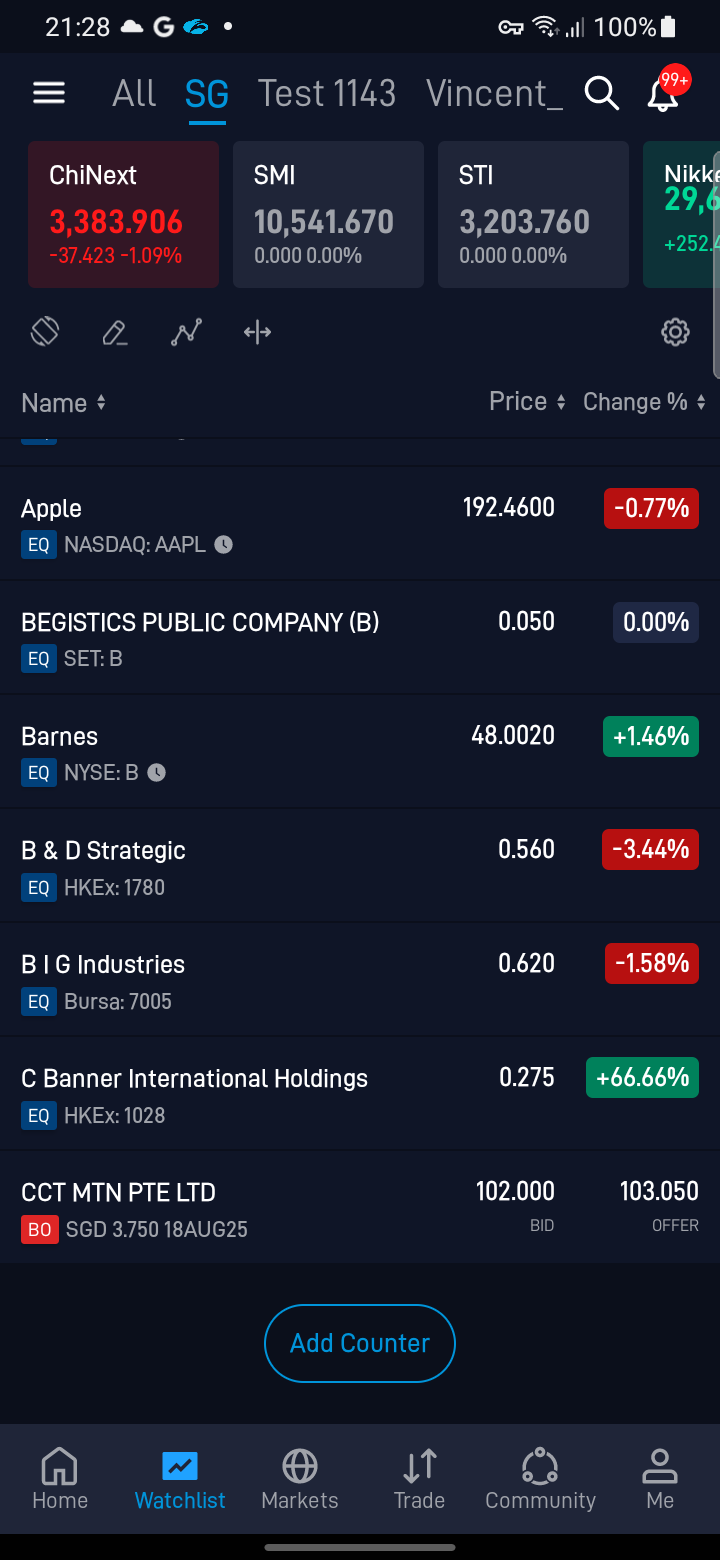 21:28 G 100%
All SG Test 1143 Vincent_ 99+
ChiNext SMI STI
3,383.906 10,541.670 3,203.760
-37.423 -1.09% 0.000 0.00% 0.000 0.00% +252.4
Name Price Change %
Apple 192.4600 -0.77%
EQ NASDAQ: AAPL
BEGISTICS PUBLIC COMPANY (B) 0.050 0.00%
EQ SET: B
Barnes 48.0020 +1.46%
EQ NYSE: B
B & D Strategic 0.560 -3.44%
EQ HKEx: 1780
B I G Industries 0.620 -1.58%
EQ Bursa: 7005
C Banner International Holdings 0.275 +66.66%
EQ HKEx: 1028
CCT MTN PTE LTD 102.000 103.050
BO SGD 3.750 18AUG25 BID OFFER
Add Counter
Home Watchlist Markets Trade Community Me